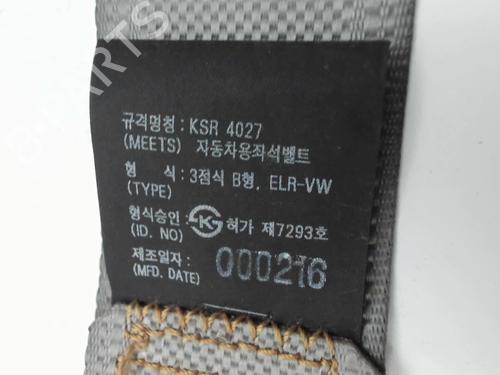 규격명칭 : KSR 4027
(MEETS) 자동차용좌석벨트
형 식 : 3점식 B형, ELR-VW
(TYPE)
형식승인 : K 허가 제7293호
(ID. NO)
제조일자 : 000216
(MFD. DATE)